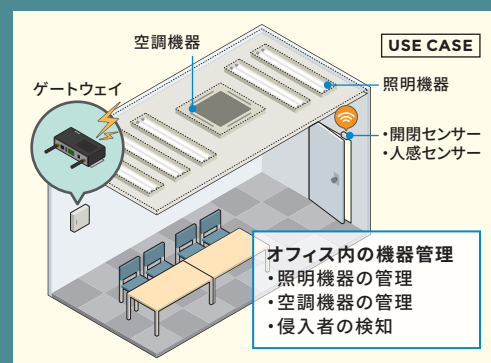 空調機器
USE CASE
ゲートウェイ
照明機器
・開閉センサー
・人感センサー
オフィス内の機器管理
・照明機器の管理
・空調機器の管理
・侵入者の検知